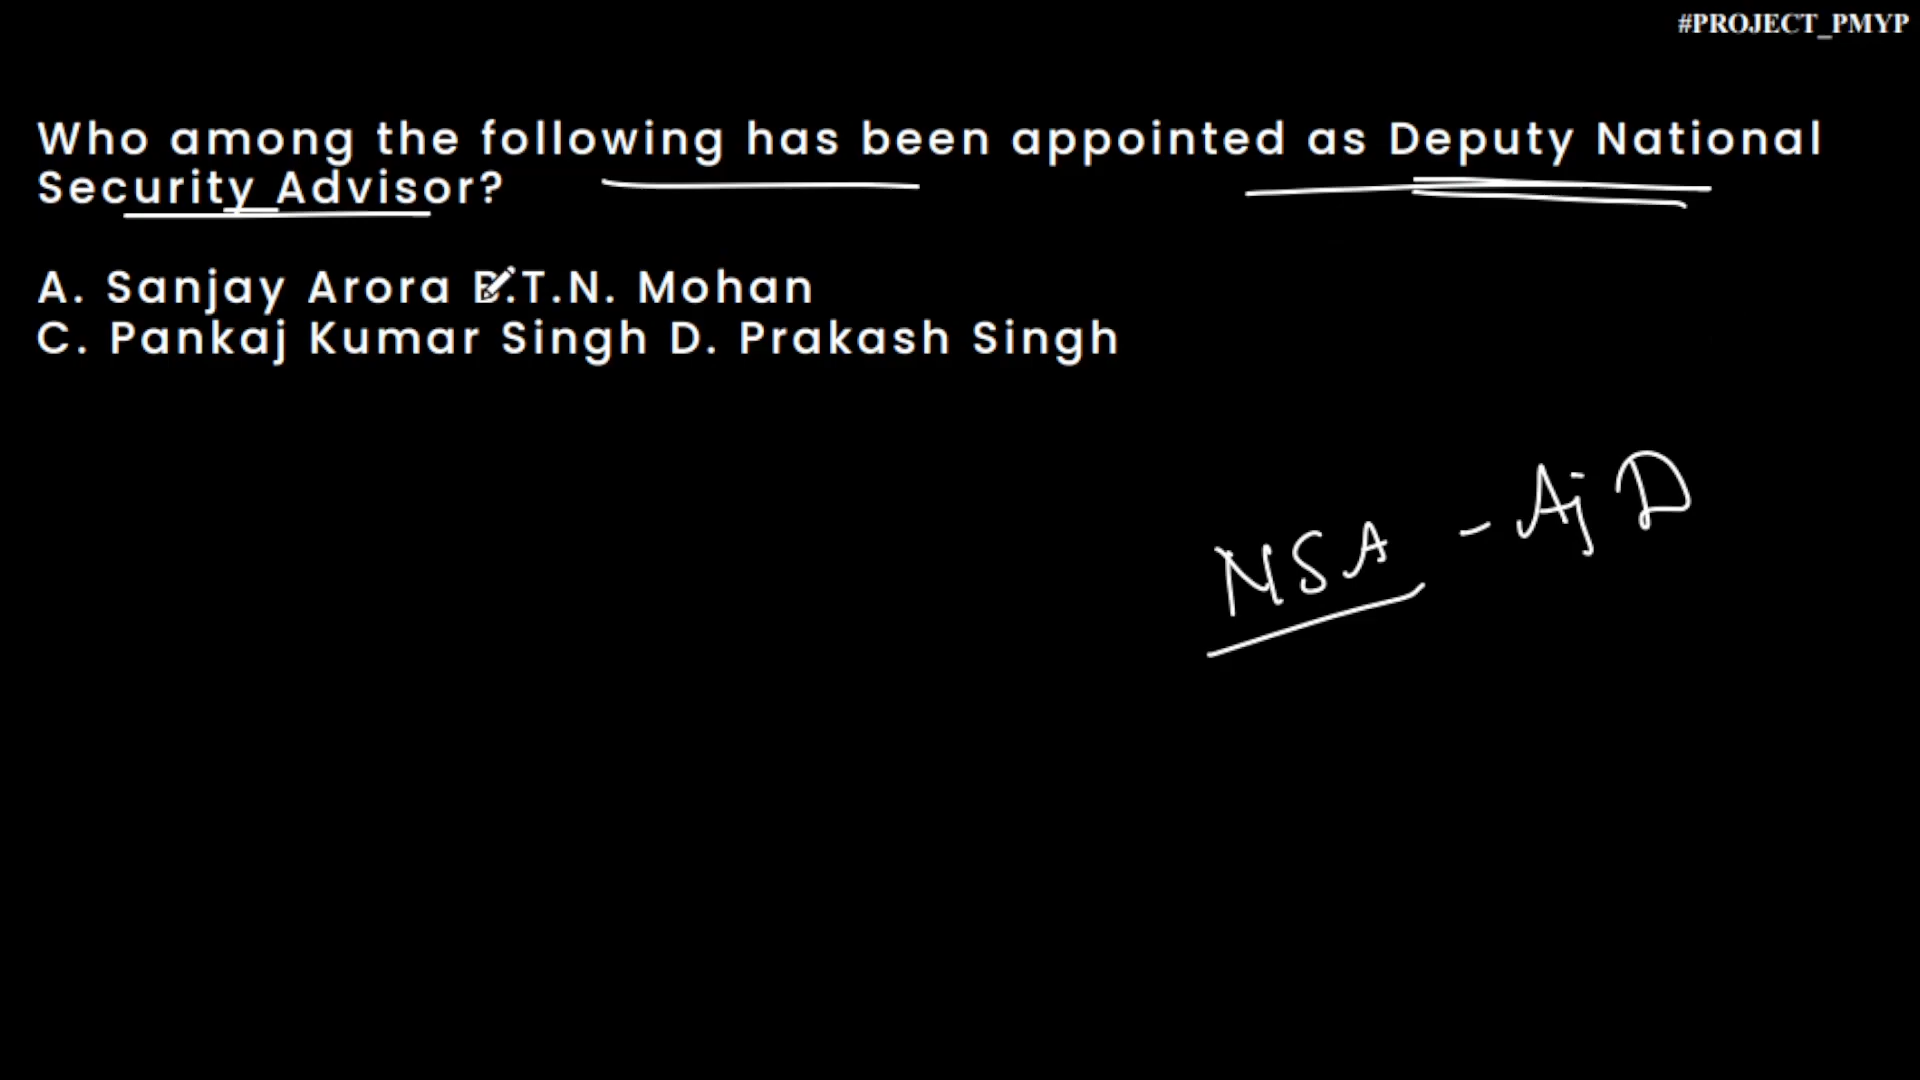 #PROJECT_PMYP
Who among the following has been appointed as Deputy National
Security Advisor?
A. Sanjay Arora B.T.N. Mohan
C. Pankaj Kumar Singh D. Prakash Singh
NSA - Aj D